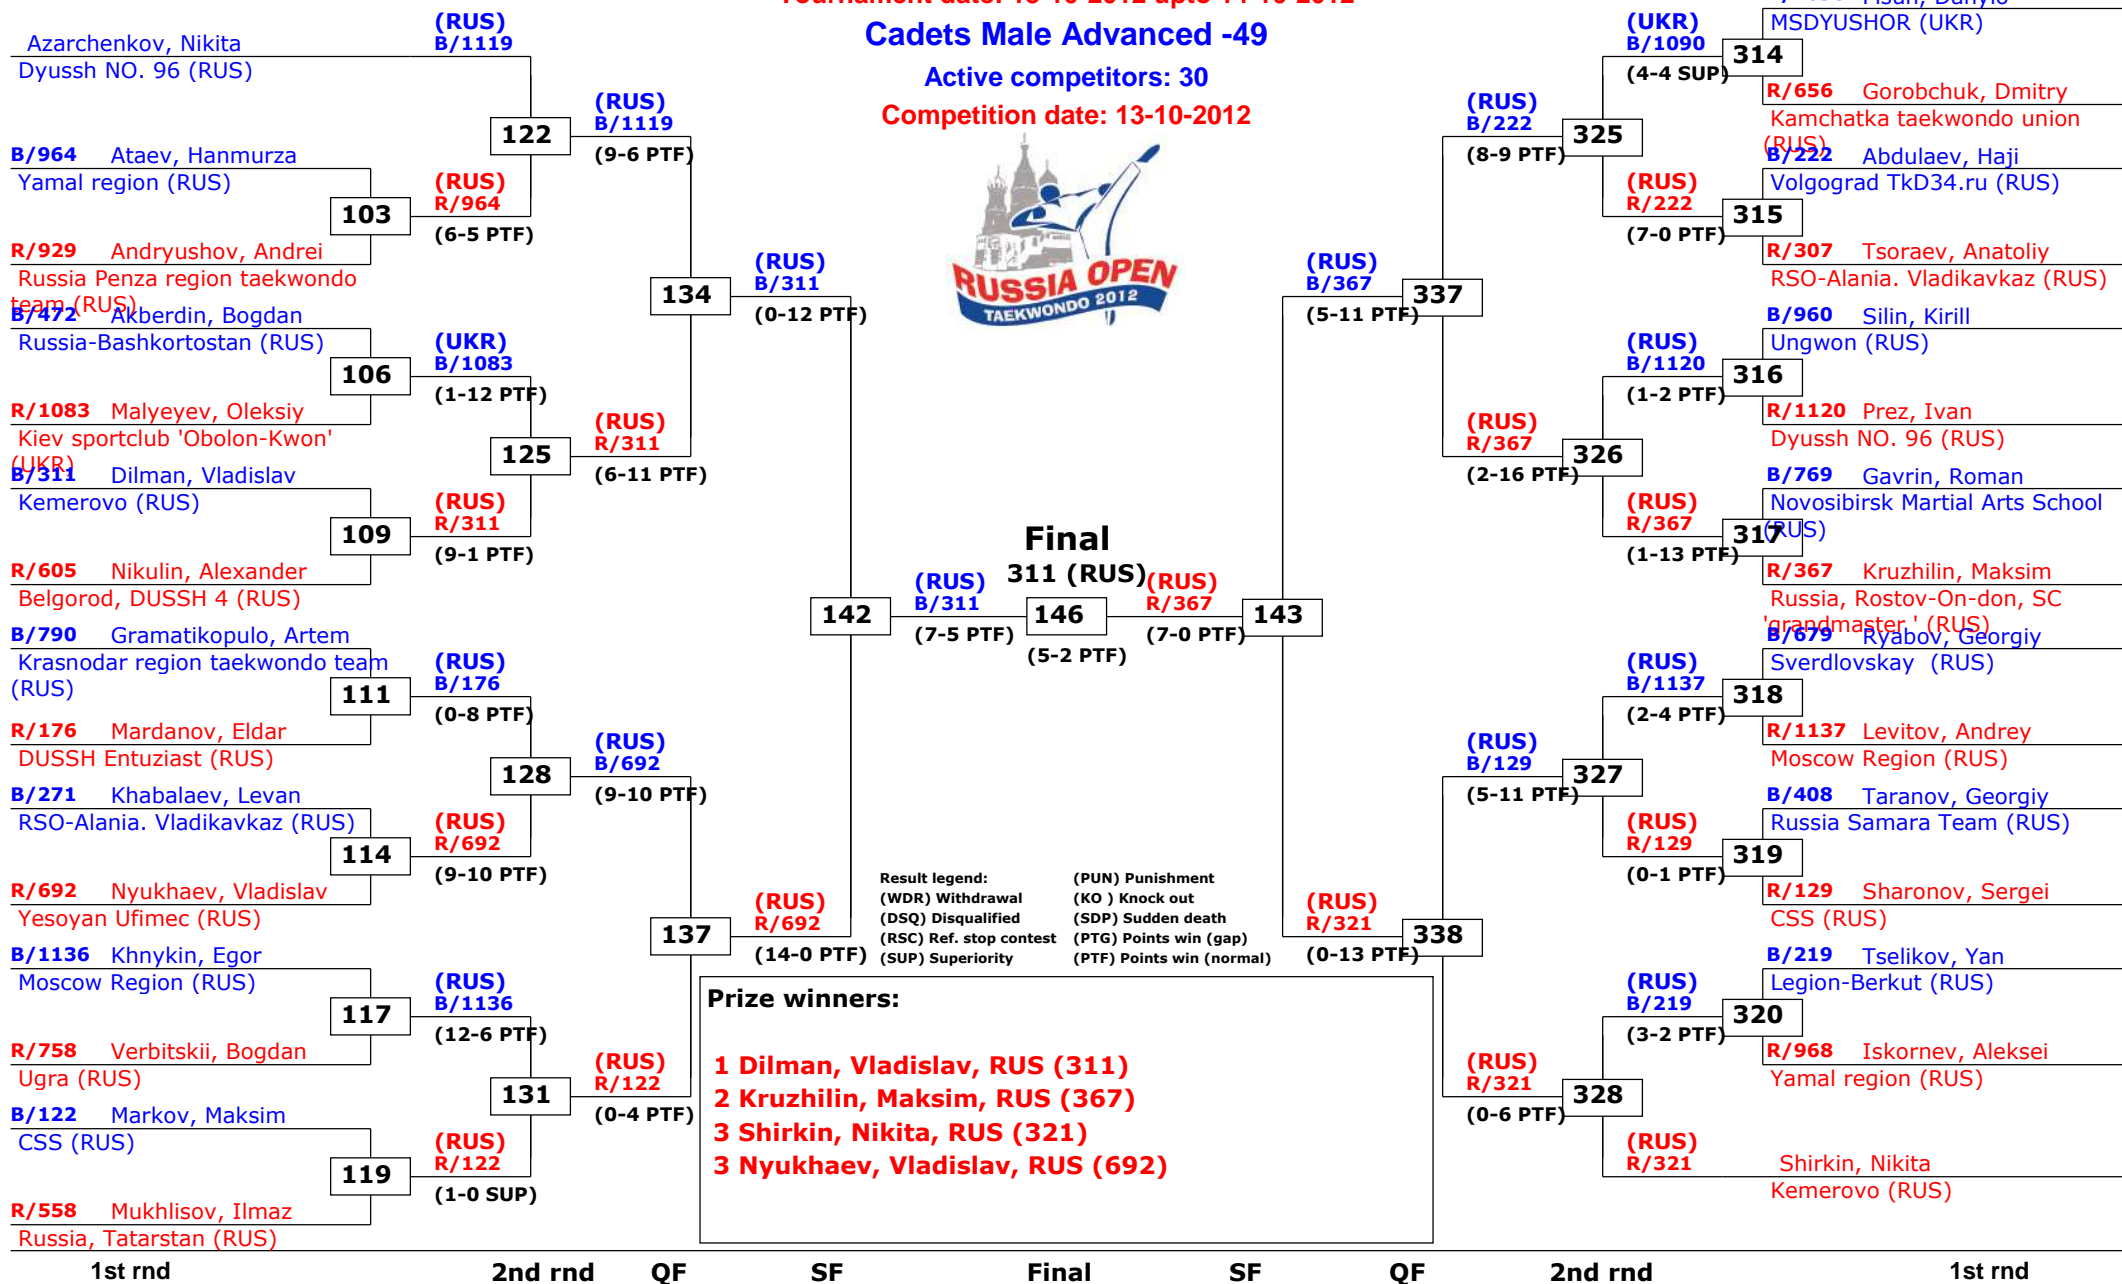 Tournament date: 13-10-2012 upto 14-10-2012
Cadets Male Advanced -49
Active competitors: 30
Competition date: 13-10-2012
RUSSIA OPEN
TAEKWONDO 2012
Azarchenkov, Nikita
Dyussh NO. 96 (RUS)
B/964 Ataev, Hanmurza
Yamal region (RUS)
103
R/929 Andryushov, Andrei
Russia Penza region taekwondo
team (RUS)
B/472 Akberdin, Bogdan
Russia-Bashkortostan (RUS)
106
R/1083 Malyeyev, Oleksiy
Kiev sportclub 'Obolon-Kwon'
(UKR)
B/311 Dilman, Vladislav
Kemerovo (RUS)
109
R/605 Nikulin, Alexander
Belgorod, DUSSH 4 (RUS)
B/790 Gramatikopulo, Artem
Krasnodar region taekwondo team
(RUS)
111
R/176 Mardanov, Eldar
DUSSH Entuziast (RUS)
B/271 Khabalaev, Levan
RSO-Alania. Vladikavkaz (RUS)
114
R/692 Nyukhaev, Vladislav
Yesoyan Ufimec (RUS)
B/1136 Khnykin, Egor
Moscow Region (RUS)
117
R/758 Verbitskii, Bogdan
Ugra (RUS)
B/122 Markov, Maksim
CSS (RUS)
119
R/558 Mukhlisov, Ilmaz
Russia, Tatarstan (RUS)
(RUS)
B/1119
122
(RUS)
R/964
(6-5 PTF)
(UKR)
B/1083
(1-12 PTF)
125
(RUS)
R/311
(9-1 PTF)
(RUS)
B/176
(0-8 PTF)
128
(RUS)
R/692
(9-10 PTF)
(RUS)
B/1136
(12-6 PTF)
131
(RUS)
R/122
(1-0 SUP)
(RUS)
B/1119
(9-6 PTF)
134
(RUS)
R/311
(6-11 PTF)
(RUS)
B/692
(9-10 PTF)
137
(RUS)
R/122
(0-4 PTF)
(RUS)
B/311
(0-12 PTF)
142
(RUS)
R/692
(14-0 PTF)
(RUS)
B/311
(7-5 PTF)
Final
311 (RUS)
146
(5-2 PTF)
(RUS)
R/367
(7-0 PTF)
143
(RUS)
B/367
(5-11 PTF)
337
(RUS)
R/321
(0-13 PTF)
338
(RUS)
B/222
(8-9 PTF)
325
(RUS)
R/367
(2-16 PTF)
326
(RUS)
B/129
(5-11 PTF)
327
(RUS)
R/321
(0-6 PTF)
328
(UKR)
B/1090
(4-4 SUP)
314
(RUS)
R/222
(7-0 PTF)
315
(RUS)
B/1120
(1-2 PTF)
316
(RUS)
R/367
(1-13 PTF)
317
(RUS)
B/1137
(2-4 PTF)
318
(RUS)
R/129
(0-1 PTF)
319
(RUS)
B/219
(3-2 PTF)
320
(RUS)
R/321
MSDYUSHOR (UKR)
R/656 Gorobchuk, Dmitry
Kamchatka taekwondo union
(RUS)
B/222 Abdulaev, Haji
Volgograd TkD34.ru (RUS)
R/307 Tsoraev, Anatoliy
RSO-Alania. Vladikavkaz (RUS)
B/960 Silin, Kirill
Ungwon (RUS)
R/1120 Prez, Ivan
Dyussh NO. 96 (RUS)
B/769 Gavrin, Roman
Novosibirsk Martial Arts School
(RUS)
R/367 Kruzhilin, Maksim
Russia, Rostov-On-don, SC
'grandmaster ' (RUS)
B/679 Ryabov, Georgiy
Sverdlovskay (RUS)
R/1137 Levitov, Andrey
Moscow Region (RUS)
B/408 Taranov, Georgiy
Russia Samara Team (RUS)
R/129 Sharonov, Sergei
CSS (RUS)
B/219 Tselikov, Yan
Legion-Berkut (RUS)
R/968 Iskornev, Aleksei
Yamal region (RUS)
Shirkin, Nikita
Kemerovo (RUS)
Result legend:
(WDR) Withdrawal
(DSQ) Disqualified
(RSC) Ref. stop contest
(SUP) Superiority
(PUN) Punishment
(KO ) Knock out
(SDP) Sudden death
(PTG) Points win (gap)
(PTF) Points win (normal)
Prize winners:
1 Dilman, Vladislav, RUS (311)
2 Kruzhilin, Maksim, RUS (367)
3 Shirkin, Nikita, RUS (321)
3 Nyukhaev, Vladislav, RUS (692)
1st rnd 2nd rnd QF SF Final SF QF 2nd rnd 1st rnd